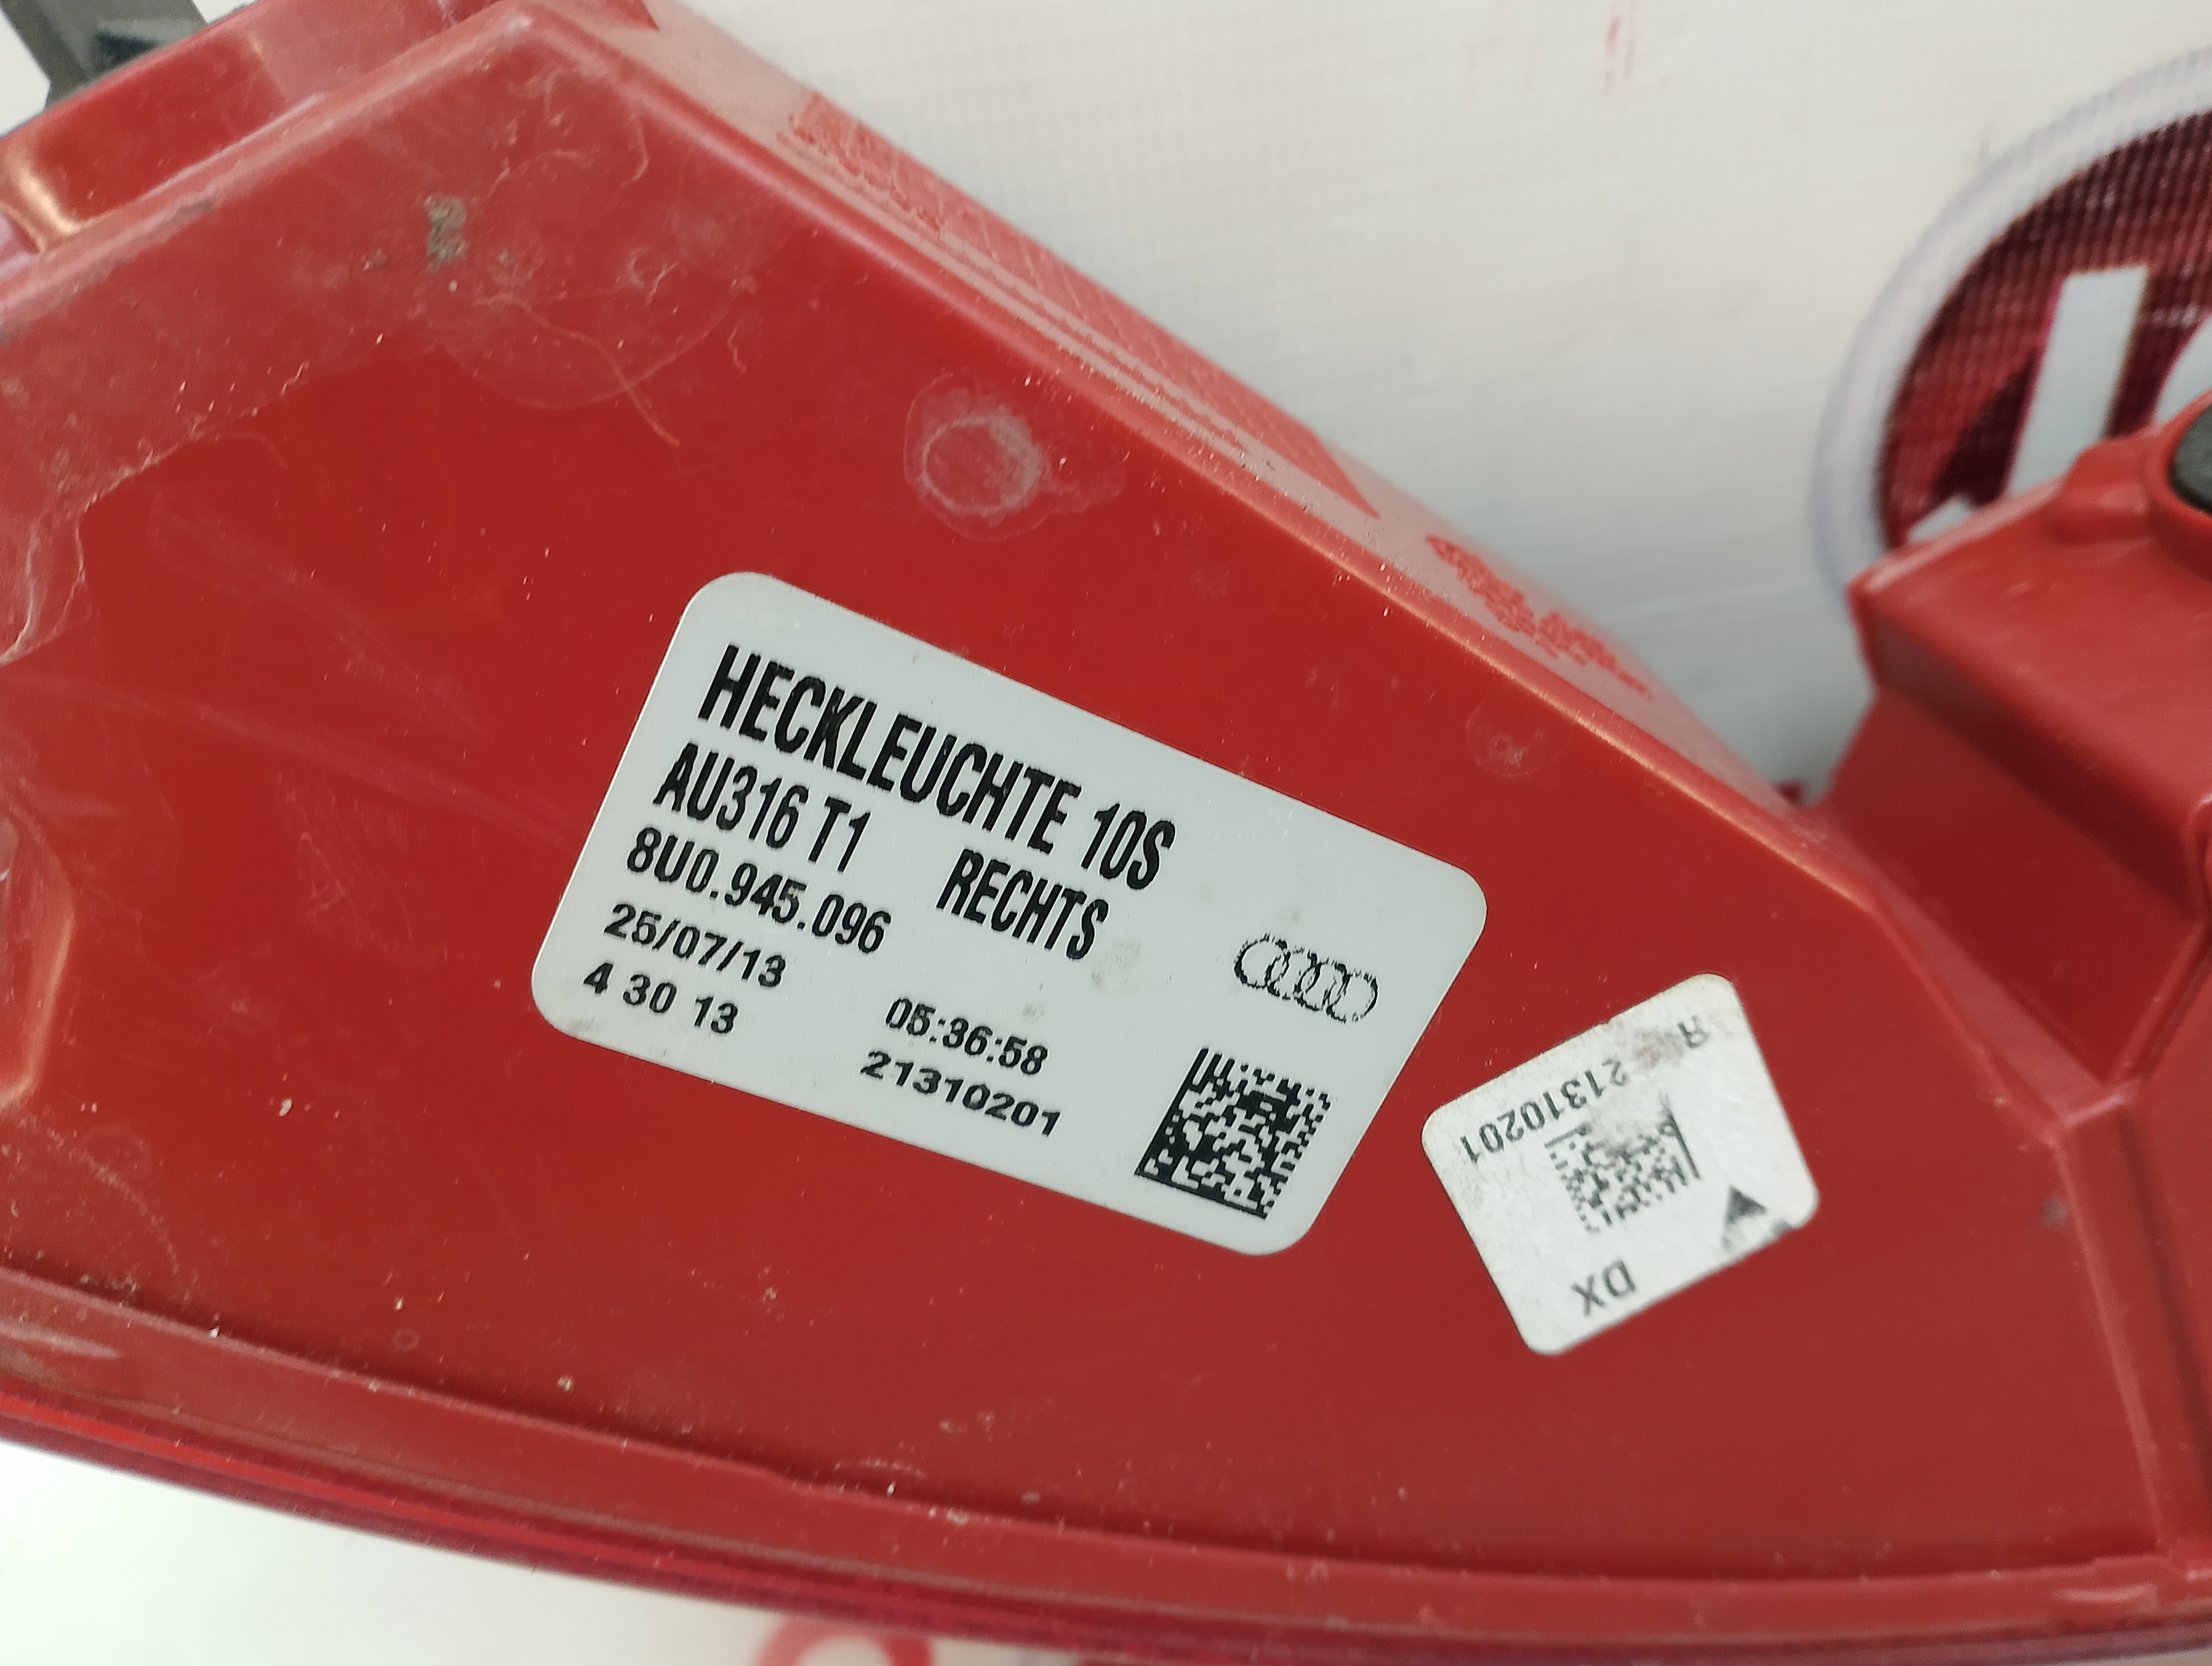 HECKLEUCHTE 10S
AU316 T1 RECHTS
8U0.945.096
25/07/13 05:36:58
4 30 13 21310201
R 21310201
DX